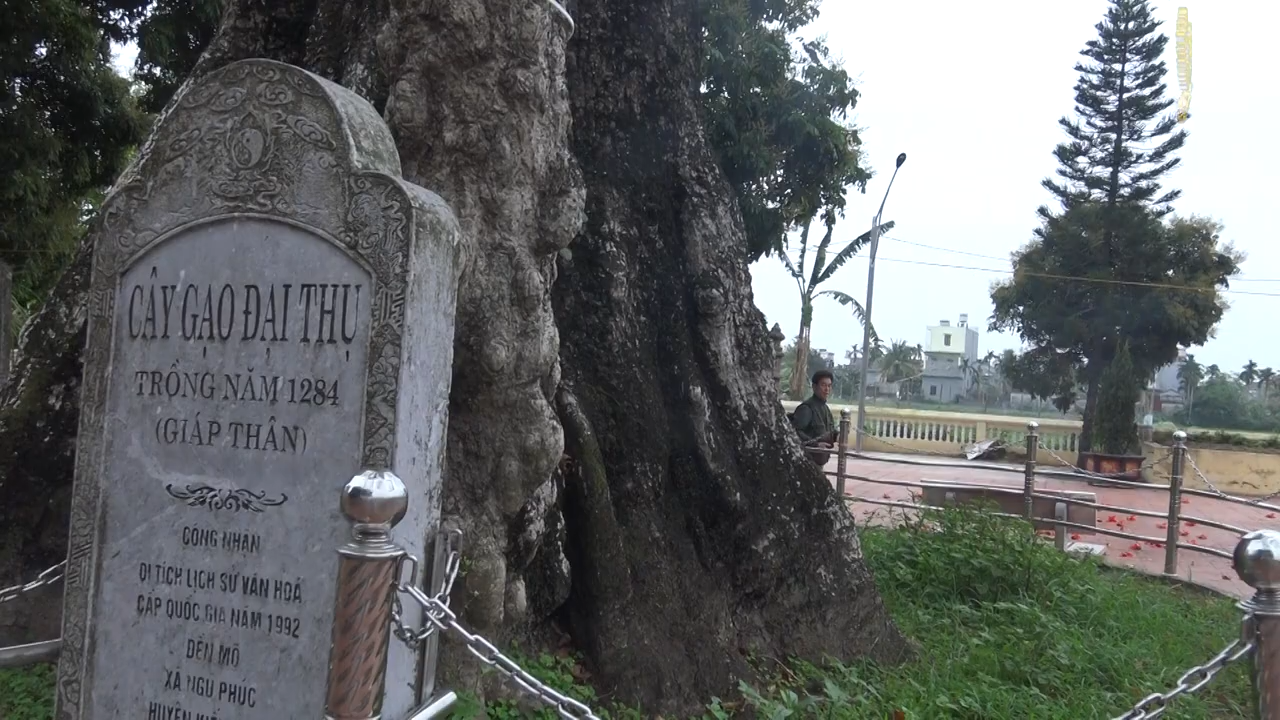 CÂY GẠO ĐẠI THỤ
TRỒNG NĂM 1284
(GIÁP THÂN)
CÔNG NHẬN
DI TÍCH LỊCH SỬ VĂN HOÁ
CẤP QUỐC GIA NĂM 1992
ĐỀN MÕ
XÃ NGŨ PHÚC
HUYỆN